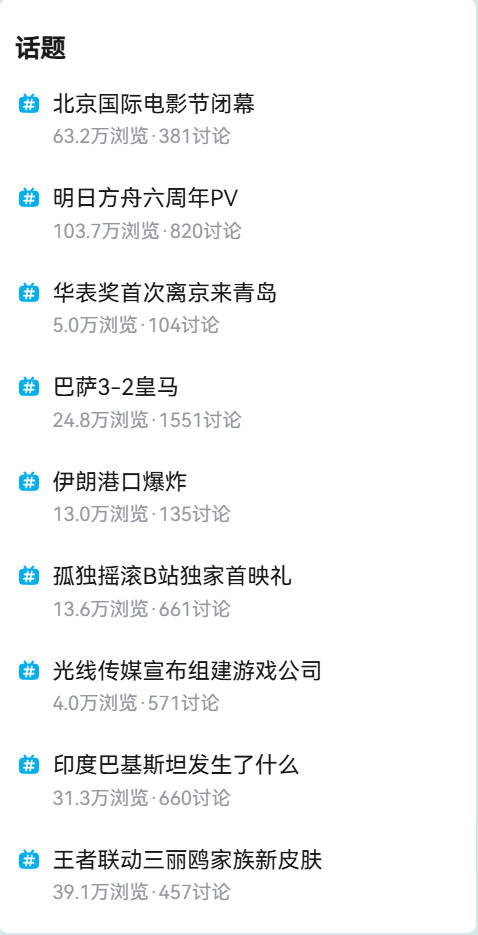 话题
北京国际电影节闭幕
63.2万浏览·381讨论
明日方舟六周年PV
103.7万浏览·820讨论
华表奖首次离京来青岛
5.0万浏览·104讨论
巴萨3-2皇马
24.8万浏览·1551讨论
伊朗港口爆炸
13.0万浏览·135讨论
孤独摇滚B站独家首映礼
13.6万浏览·661讨论
光线传媒宣布组建游戏公司
4.0万浏览·571讨论
印度巴基斯坦发生了什么
31.3万浏览·660讨论
王者联动三丽鸥家族新皮肤
39.1万浏览·457讨论